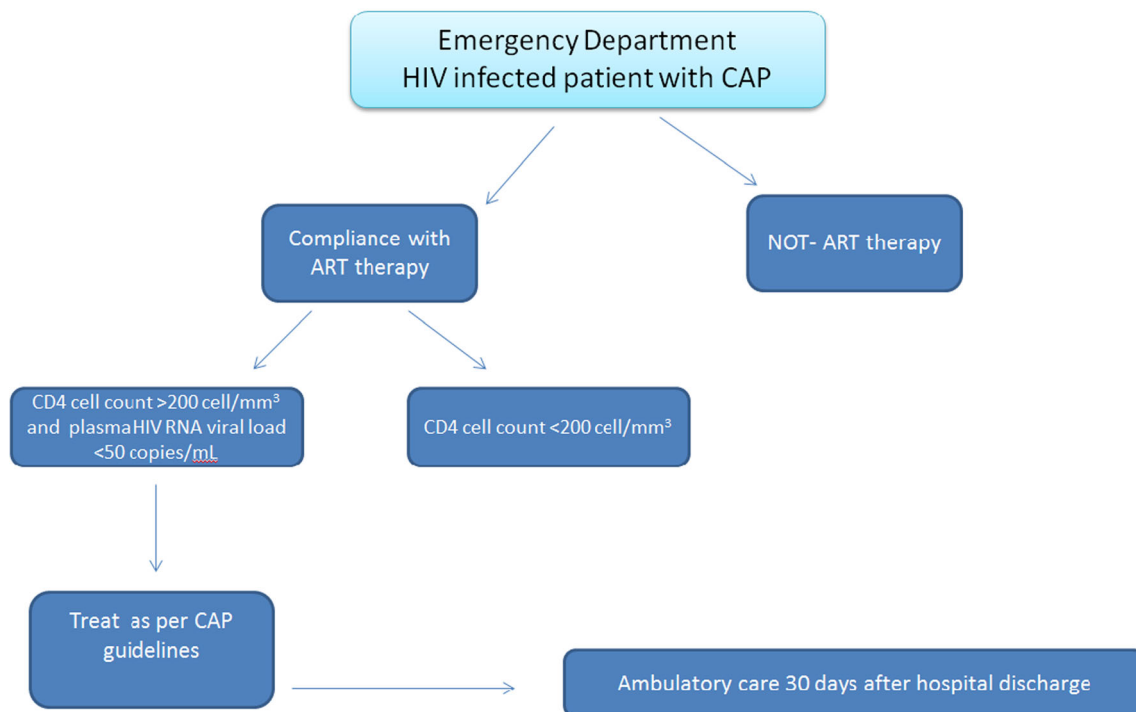 Emergency Department
HIV infected patient with CAP
Compliance with
ART therapy
NOT- ART therapy
CD4 cell count >200 cell/mm³
and plasmaHIV RNA viral load
<50 copies/mL
CD4 cell count <200 cell/mm³
Treat as per CAP
guidelines
Ambulatory care 30 days after hospital discharge